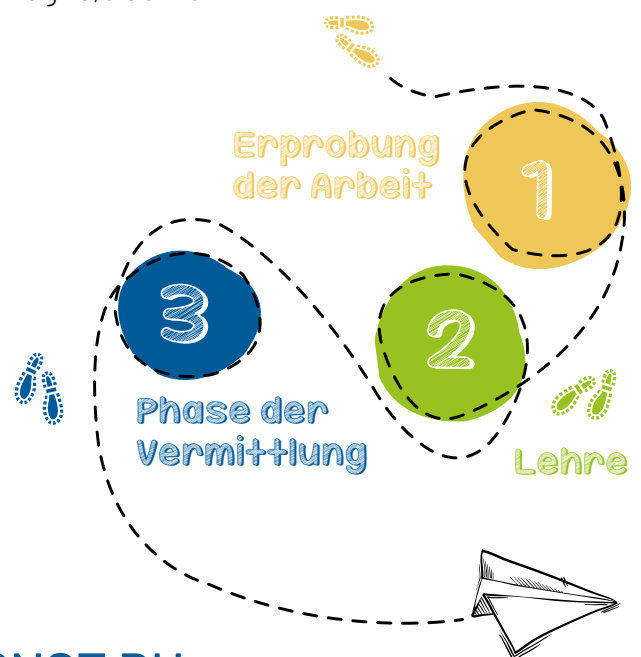 1
Erprobung
der Arbeit
2
Lehre
3
Phase der
Vermittlung